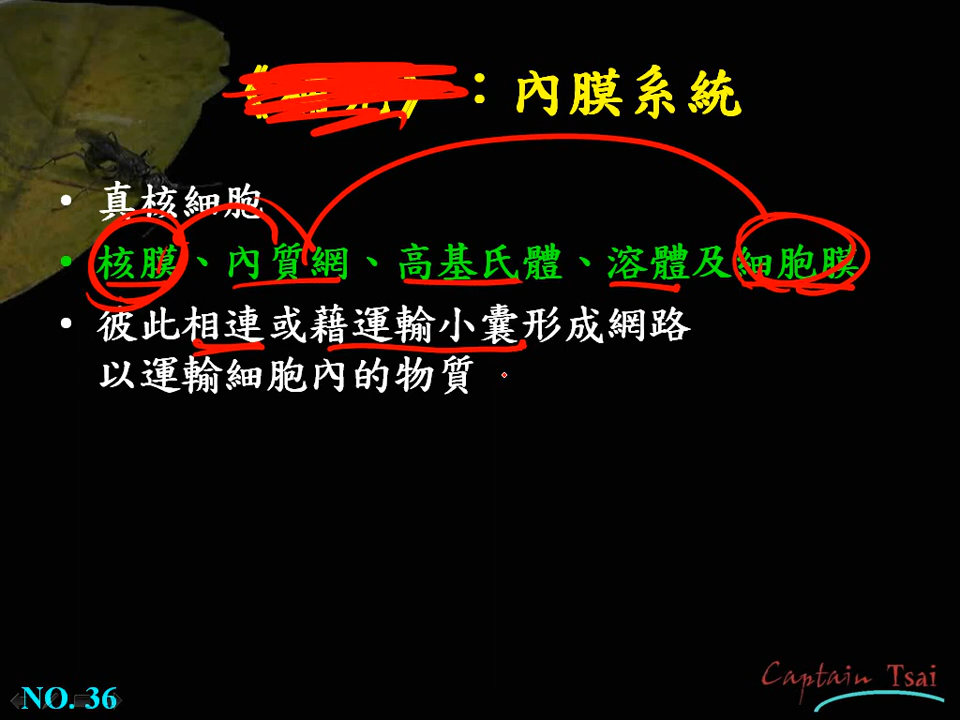 ：內膜系統
• 真核細胞
• 核膜、內質網、高基氏體、溶體及細胞膜
• 彼此相連或藉運輸小囊形成網路
以運輸細胞內的物質
NO. 36
Captain Tsai